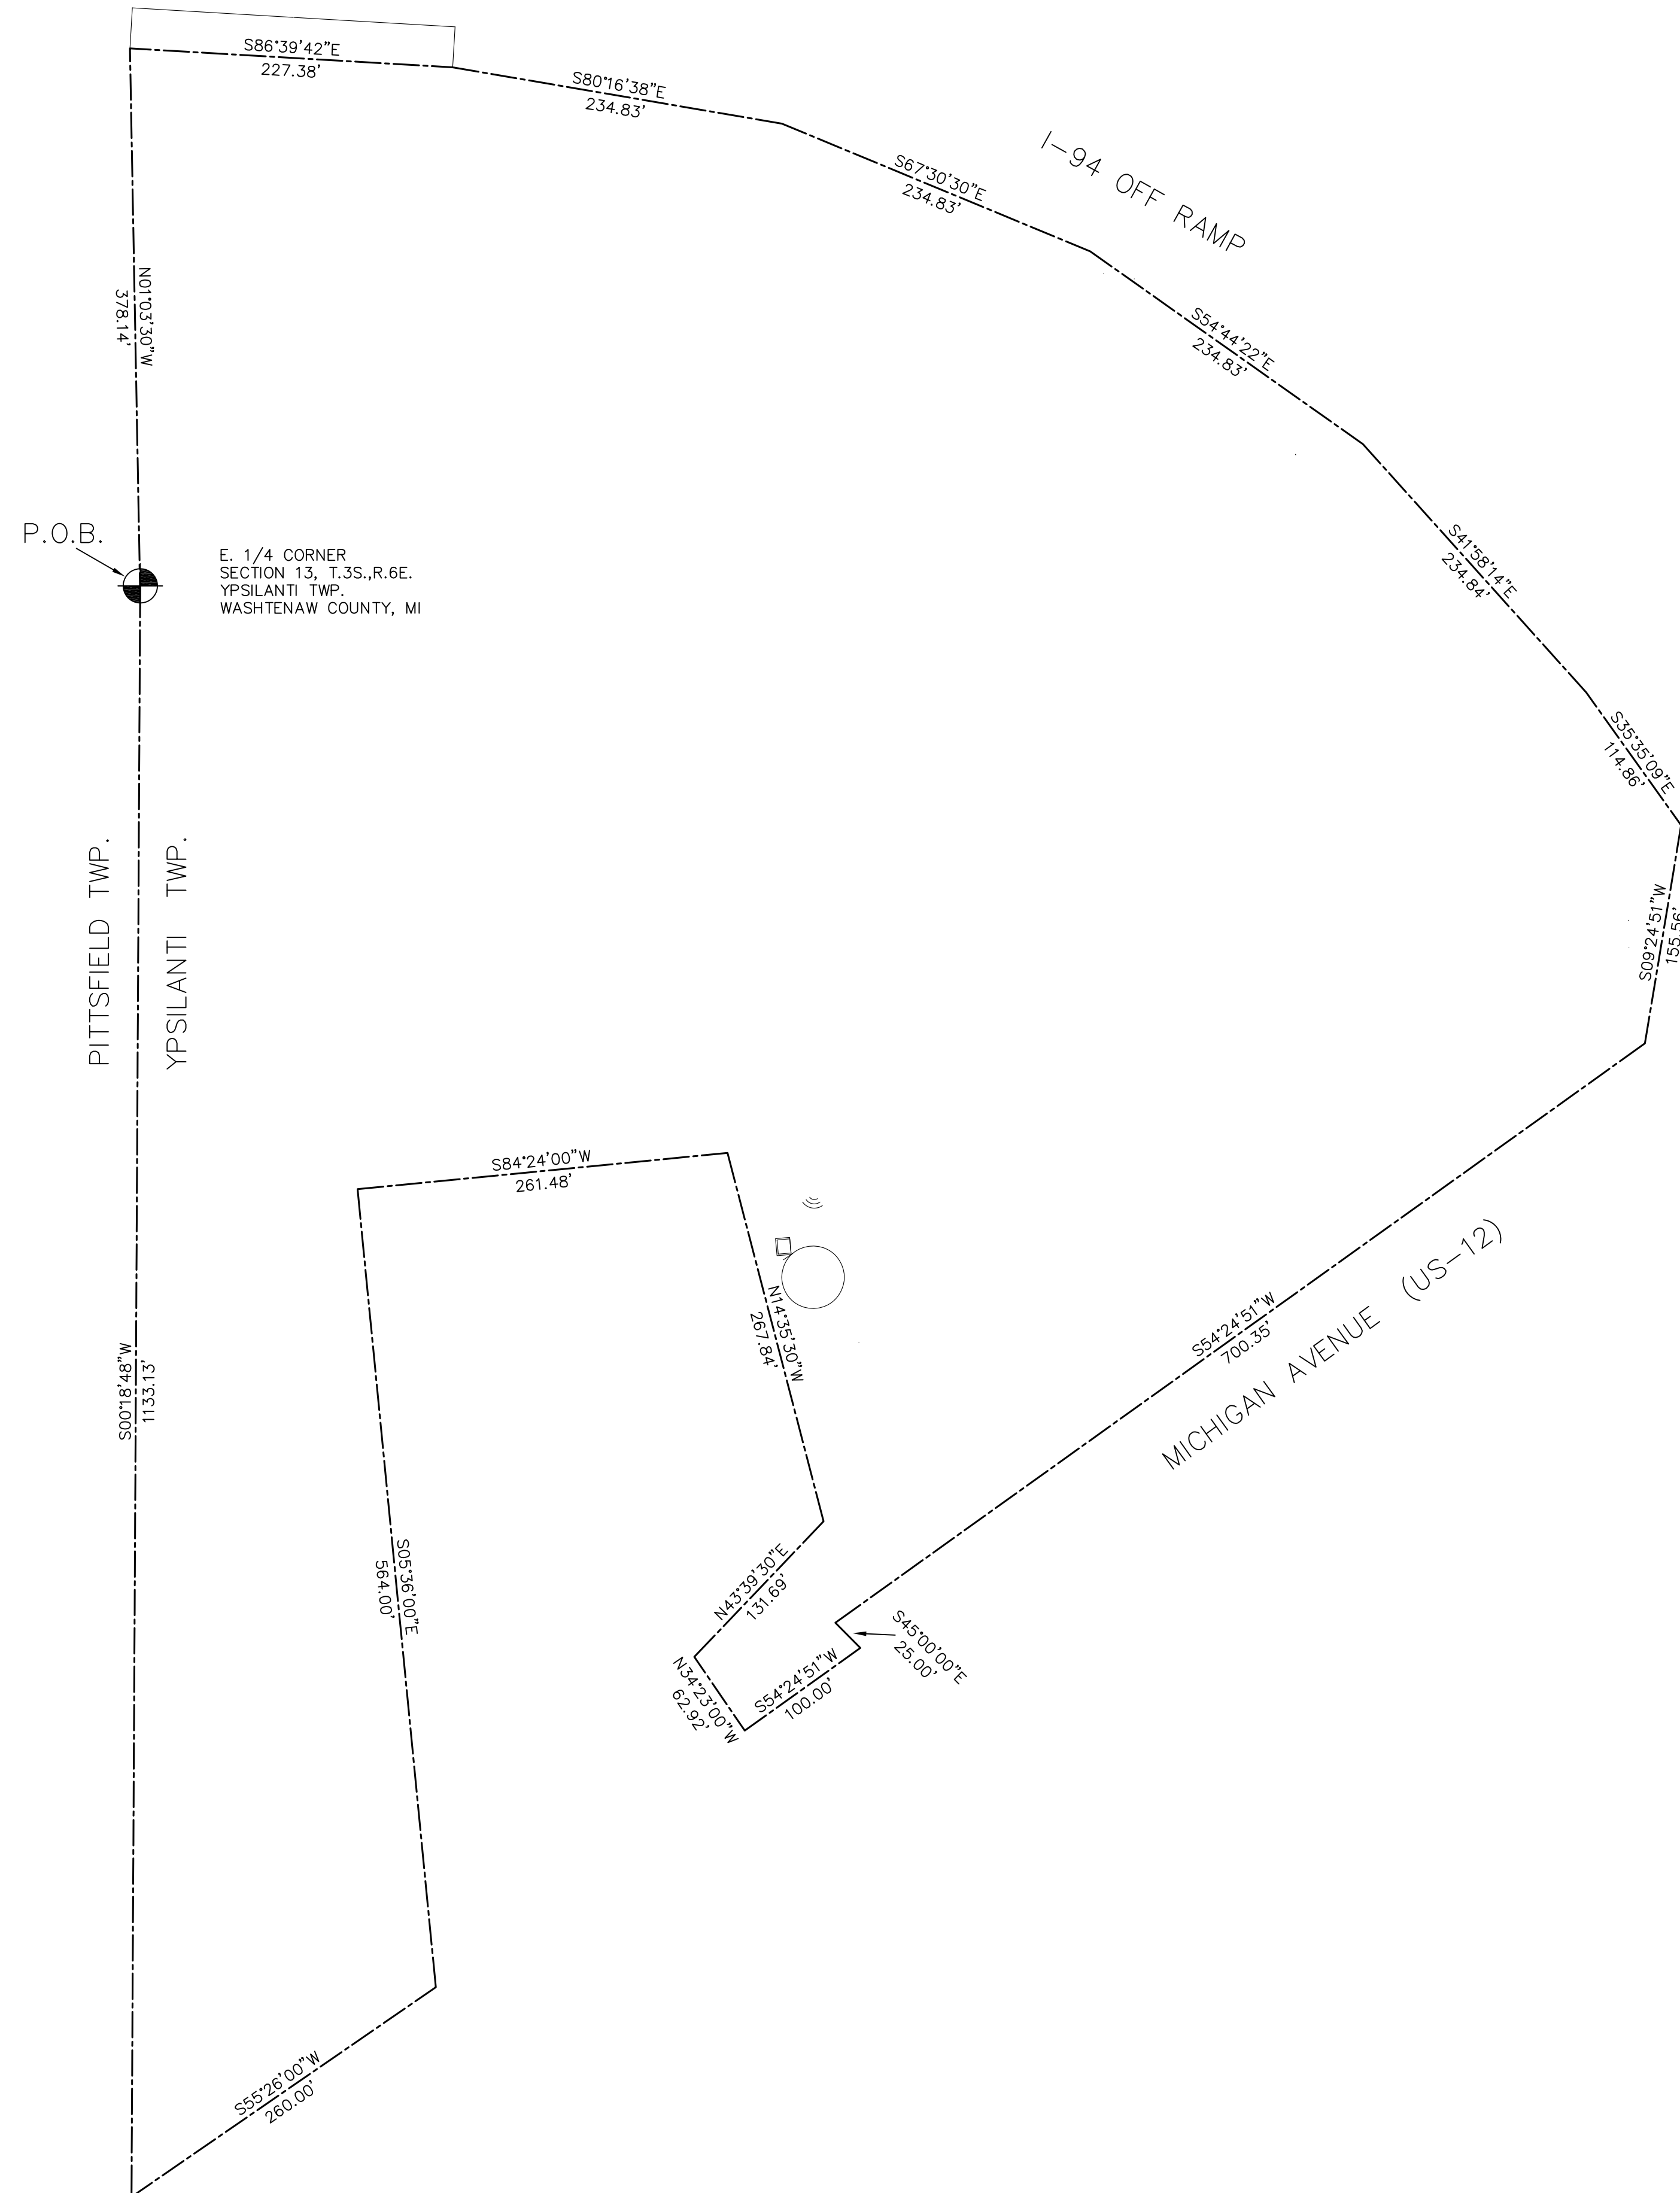 S86°39'42"E
227.38'
S80°16'38"E
234.83'
S67°30'30"E
234.83'
I-94 OFF RAMP
S54°44'22"E
234.83'
N01°03'30"W
378.14'
P.O.B.
E. 1/4 CORNER
SECTION 13, T.3S.,R.6E.
YPSILANTI TWP.
WASHTENAW COUNTY, MI
S41°58'14"E
234.84'
S35°35'09"E
114.86'
PITTSFIELD TWP.
YPSILANTI TWP.
S09°24'51"W
155.56'
S84°24'00"W
261.48'
N14°35'30"W
267.84'
S54°24'51"W
700.35'
MICHIGAN AVENUE (US-12)
S00°18'48"W
1133.13'
S05°36'00"E
564.00'
N43°39'30"E
131.69'
S45°00'00"E
25.00'
N34°23'00"W
62.92'
S54°24'51"W
100.00'
S55°26'00"W
260.00'